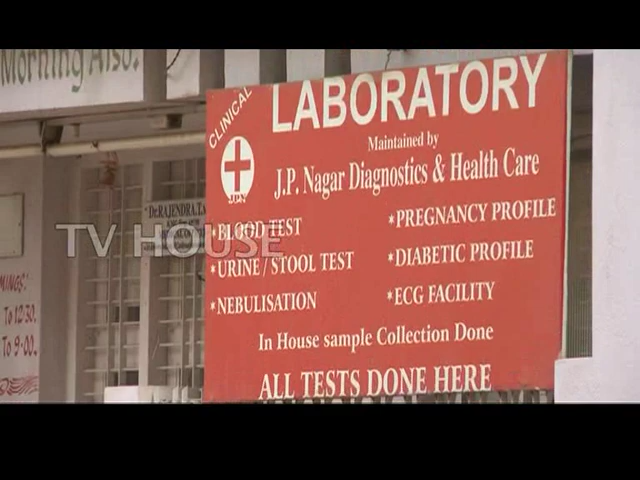 Morning Also.
CLINICAL
LABORATORY
Maintained by
J.P. Nagar Diagnostics & Health Care
*BLOOD TEST
*PREGNANCY PROFILE
*URINE / STOOL TEST
*DIABETIC PROFILE
*NEBULISATION
*ECG FACILITY
In House sample Collection Done
ALL TESTS DONE HERE
TV HOUSE
To 12:30.
To 9-00.